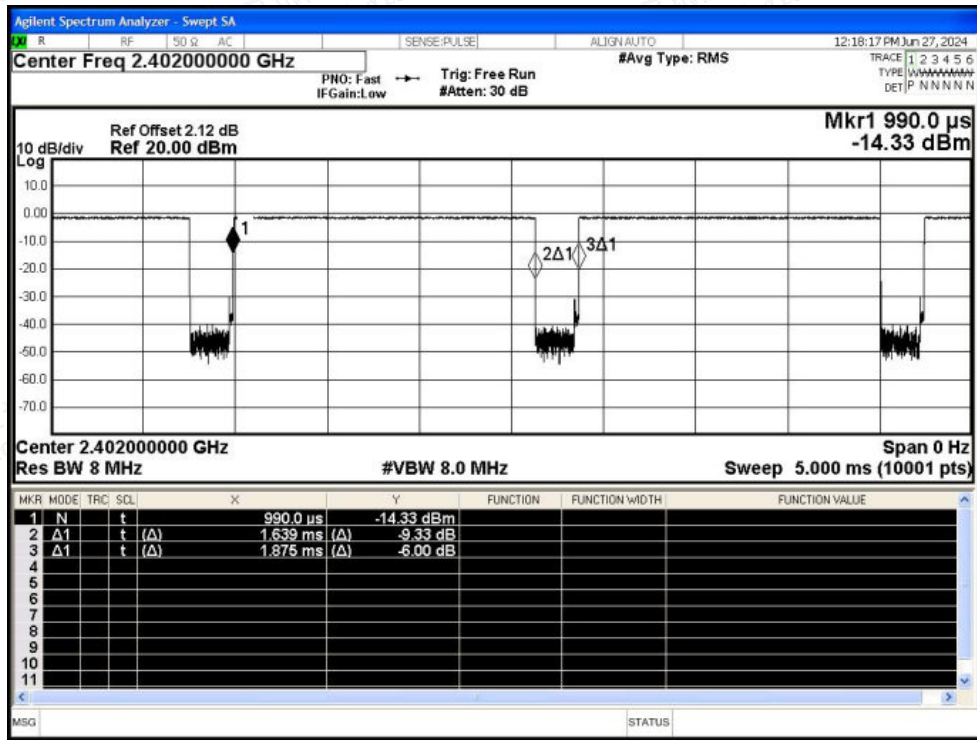 Agilent Spectrum Analyzer - Swept SA
R RF 50 Ω AC SENSE:PULSE ALIGN AUTO 12:18:17 PM Jun 27, 2024
Center Freq 2.402000000 GHz #Avg Type: RMS TRACE 1 2 3 4 5 6
PNO: Fast Trig: Free Run TYPE
IFGain:Low #Atten: 30 dB DET P N N N N N
Mkr1 990.0 µs
Ref Offset 2.12 dB
10 dB/div Ref 20.00 dBm -14.33 dBm
Log
10.0
0.00
1
-10.0
2Δ1 3Δ1
-20.0
-30.0
-40.0
-50.0
-60.0
-70.0
Center 2.402000000 GHz Span 0 Hz
Res BW 8 MHz #VBW 8.0 MHz Sweep 5.000 ms (10001 pts)
MKR MODE TRC SCL X Y FUNCTION FUNCTION WIDTH FUNCTION VALUE
1 N t 990.0 µs -14.33 dBm
2 Δ1 t (Δ) 1.639 ms (Δ) -9.33 dB
3 Δ1 t (Δ) 1.875 ms (Δ) -6.00 dB
4
5
6
7
8
9
10
11
MSG STATUS